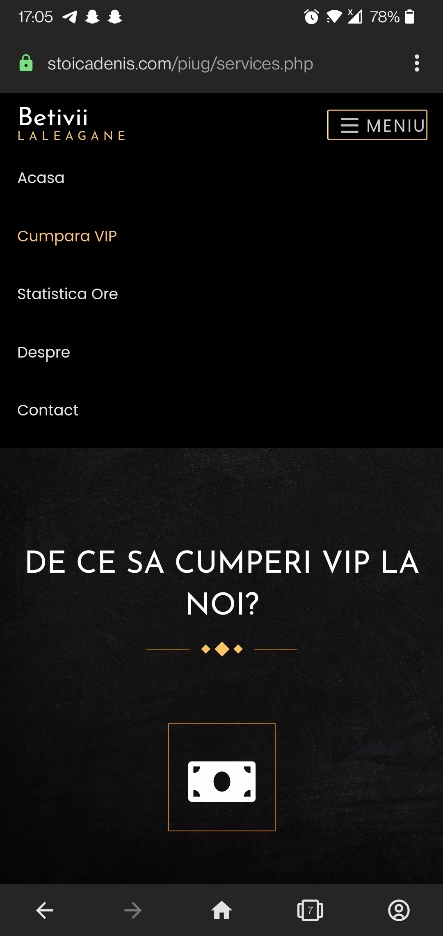 17:05
78%
stoicadenis.com/piug/services.php
Betivii
LALEAGANE
MENIU
Acasa
Cumpara VIP
Statistica Ore
Despre
Contact
DE CE SA CUMPERI VIP LA
NOI?
7